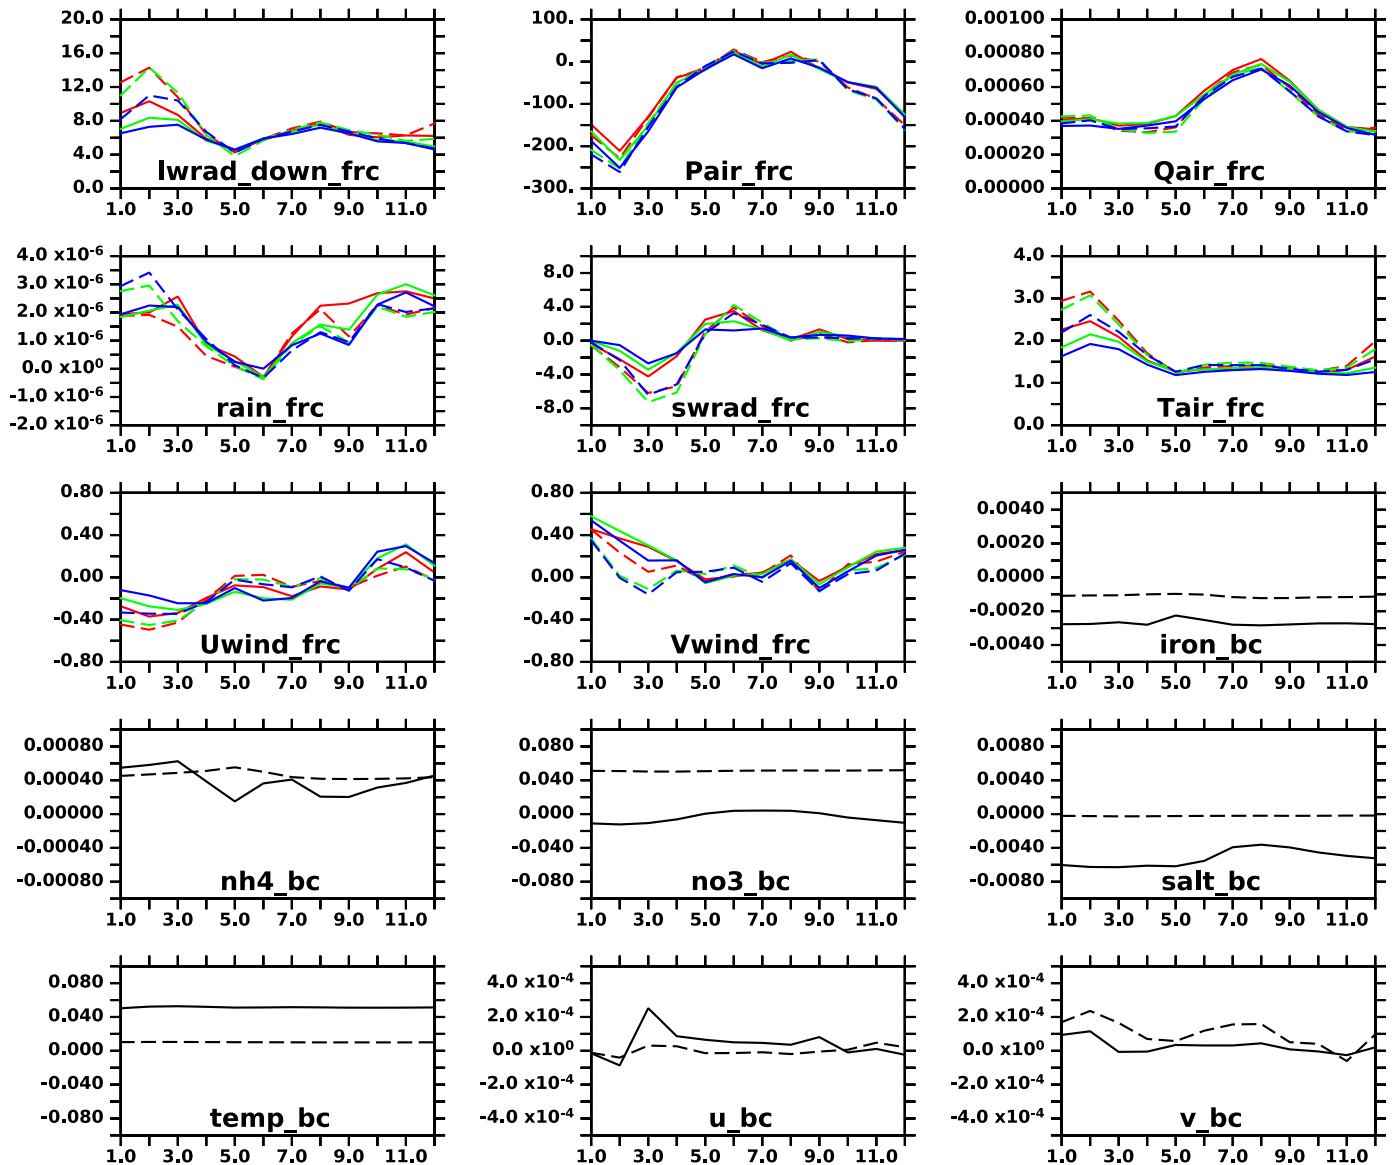 20.0
16.0
12.0
8.0
4.0
0.0
lwrad_down_frc
1.0 3.0 5.0 7.0 9.0 11.0
100.
0.
-100.
-200.
-300.
Pair_frc
1.0 3.0 5.0 7.0 9.0 11.0
0.00100
0.00080
0.00060
0.00040
0.00020
0.00000
Qair_frc
1.0 3.0 5.0 7.0 9.0 11.0
4.0 x10⁻⁶
3.0 x10⁻⁶
2.0 x10⁻⁶
1.0 x10⁻⁶
0.0 x10⁰
-1.0 x10⁻⁶
-2.0 x10⁻⁶
rain_frc
1.0 3.0 5.0 7.0 9.0 11.0
8.0
4.0
0.0
-4.0
-8.0
swrad_frc
1.0 3.0 5.0 7.0 9.0 11.0
4.0
3.0
2.0
1.0
0.0
Tair_frc
1.0 3.0 5.0 7.0 9.0 11.0
0.80
0.40
0.00
-0.40
-0.80
Uwind_frc
1.0 3.0 5.0 7.0 9.0 11.0
0.80
0.40
0.00
-0.40
-0.80
Vwind_frc
1.0 3.0 5.0 7.0 9.0 11.0
0.0040
0.0020
0.0000
-0.0020
-0.0040
iron_bc
1.0 3.0 5.0 7.0 9.0 11.0
0.00080
0.00040
0.00000
-0.00040
-0.00080
nh4_bc
1.0 3.0 5.0 7.0 9.0 11.0
0.080
0.040
0.000
-0.040
-0.080
no3_bc
1.0 3.0 5.0 7.0 9.0 11.0
0.0080
0.0040
0.0000
-0.0040
-0.0080
salt_bc
1.0 3.0 5.0 7.0 9.0 11.0
0.080
0.040
0.000
-0.040
-0.080
temp_bc
1.0 3.0 5.0 7.0 9.0 11.0
4.0 x10⁻⁴
2.0 x10⁻⁴
0.0 x10⁰
-2.0 x10⁻⁴
-4.0 x10⁻⁴
u_bc
1.0 3.0 5.0 7.0 9.0 11.0
4.0 x10⁻⁴
2.0 x10⁻⁴
0.0 x10⁰
-2.0 x10⁻⁴
-4.0 x10⁻⁴
v_bc
1.0 3.0 5.0 7.0 9.0 11.0